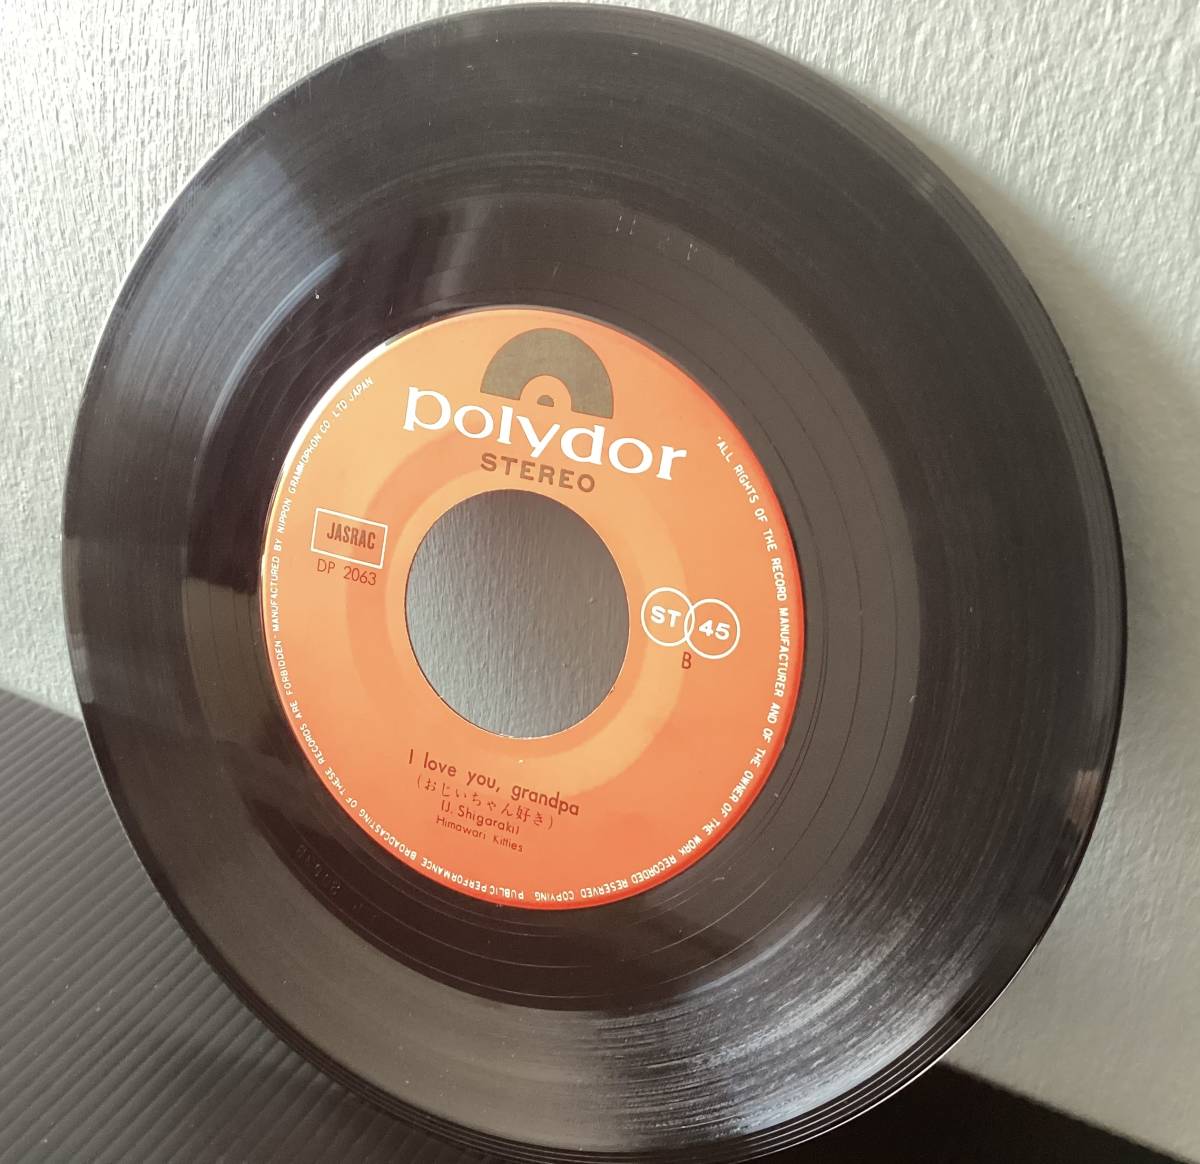 polydor
STEREO
JASRAC
DP 2063
ST 45
B
I love you, grandpa
(おじいちゃん好き)
(J. Shigaraki)
Himawari Kitties
"ALL RIGHTS OF THE RECORD MANUFACTURER AND OF THE OWNER OF THE WORK RECORDED RESERVED COPYING · PUBLIC PERFORMANCE BROADCASTING OF THESE RECORDS ARE FORBIDDEN" MANUFACTURED BY NIPPON GRAMMOPHON CO. LTD. JAPAN